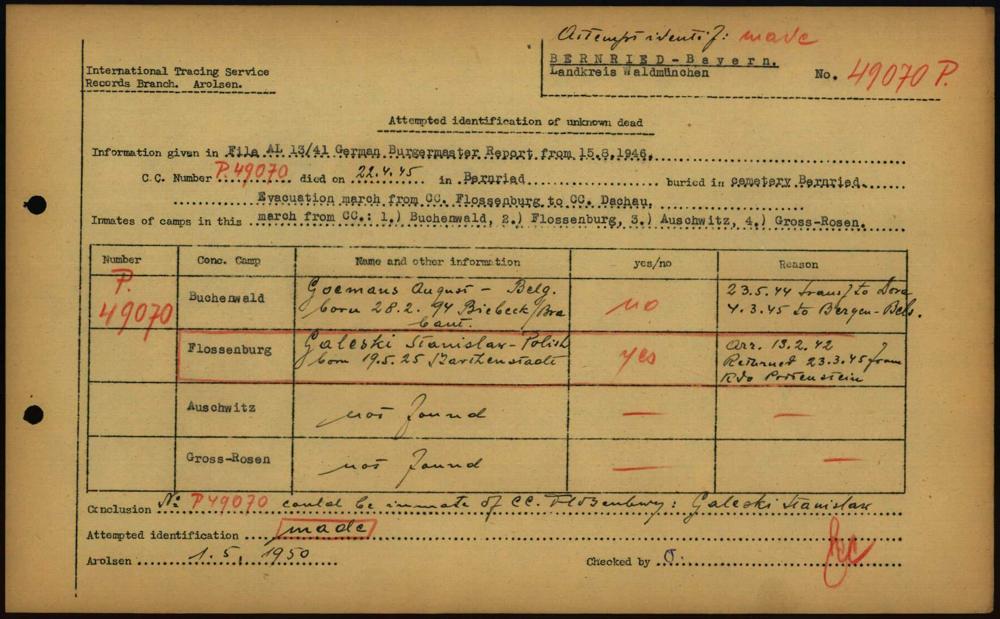 Attempt identif: made
BERNRIED-Bayern.
Landkreis Waldmünchen
No. 49070 P.
International Tracing Service
Records Branch. Arolsen.
Attempted identification of unknown dead
Information given in File AL 13/41 German Burgermaster Report from 15.8.1946.
C.C. Number P.49070 died on 22.4.45 in Bernried buried in cemetery Bernried.
Evacuation march from CC. Flossenburg to CC. Dachau.
Inmates of camps in this march from CC.: 1.) Buchenwald, 2.) Flossenburg, 3.) Auschwitz, 4.) Gross-Rosen.
Number Conc. Camp Name and other information yes/no Reason
P. 49070
Buchenwald
Goemans August - Belg.
born 28.2.94 Biebeck/Bra
bant.
no
23.5.44 transf to Dora
4.3.45 to Bergen-Bels.
Flossenburg
Galeski Stanislaw-Polish
born 19.5.25
yes
Arr. 13.2.42
Returned 23.3.45 from
Kdo Pottenstein
Auschwitz not found — —
Gross-Rosen not found — —
Conclusion No P49070 could be inmate of CC. Flossenburg: Galeski Stanislaw
Attempted identification made
Arolsen 1.5.1950 Checked by